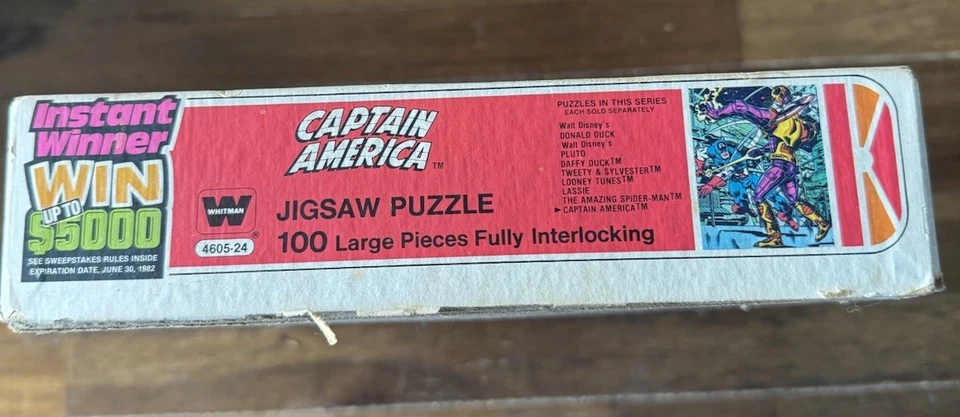 Instant
Winner
WIN
UP TO
$5000
SEE SWEEPSTAKES RULES INSIDE
EXPIRATION DATE, JUNE 30, 1982
CAPTAIN
AMERICA™
W
WHITMAN
®
4605-24
JIGSAW PUZZLE
100 Large Pieces Fully Interlocking
PUZZLES IN THIS SERIES
EACH SOLD SEPARATELY
Walt Disney's
DONALD DUCK
Walt Disney's
PLUTO
DAFFY DUCK™
TWEETY & SYLVESTER™
LOONEY TUNES™
LASSIE
THE AMAZING SPIDER-MAN™
►CAPTAIN AMERICA™